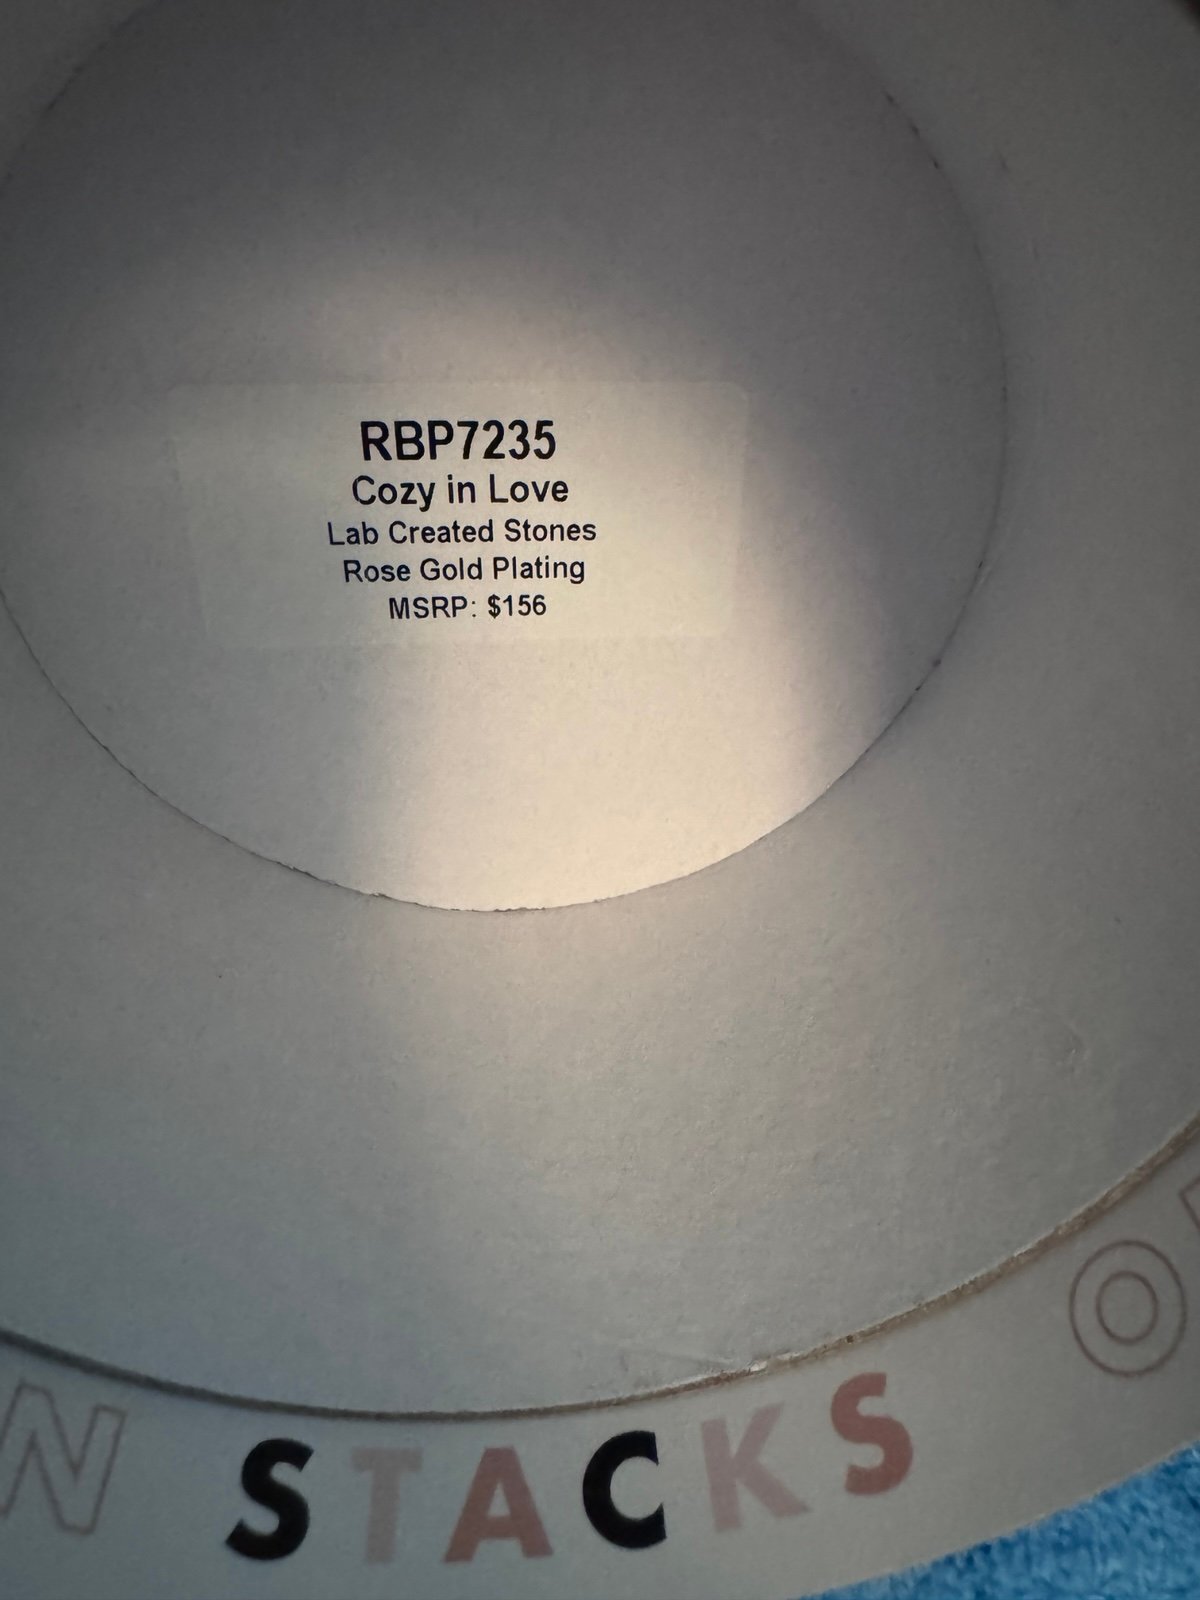 RBP7235
Cozy in Love
Lab Created Stones
Rose Gold Plating
MSRP: $156
STACKS